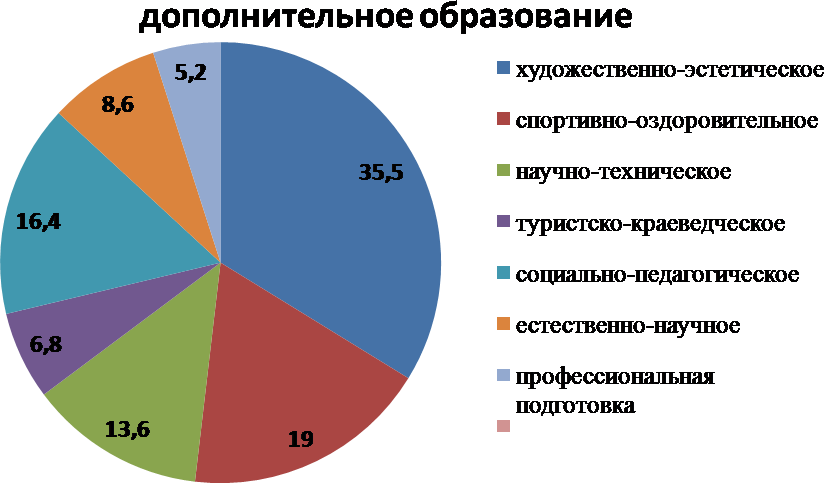 дополнительное образование
5,2
8,6
35,5
16,4
6,8
13,6
19
художественно-эстетическое
спортивно-оздоровительное
научно-техническое
туристско-краеведческое
социально-педагогическое
естественно-научное
профессиональная
подготовка